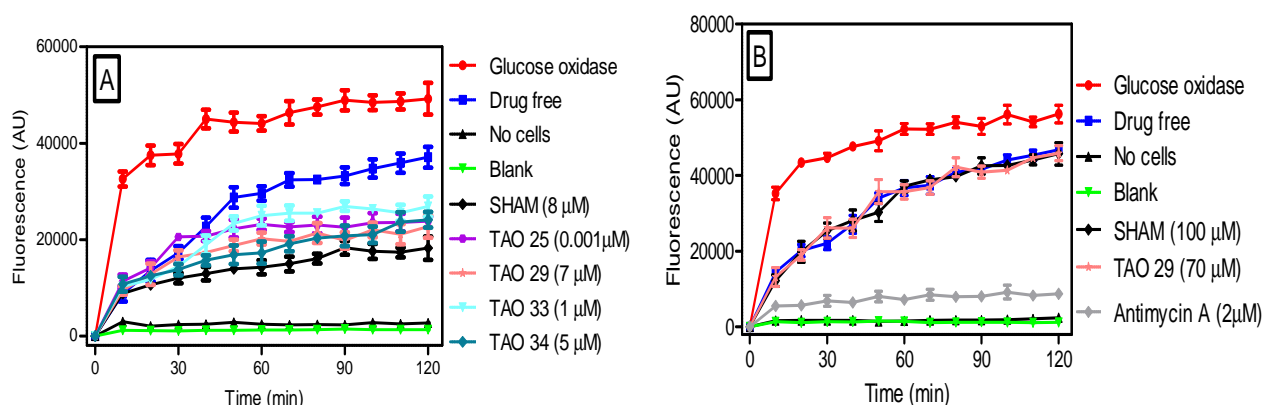 A
Fluorescence (AU)
60000
40000
20000
0
0 30 60 90 120
Time (min)
Glucose oxidase
Drug free
No cells
Blank
SHAM (8 μM)
TAO 25 (0.001μM)
TAO 29 (7 μM)
TAO 33 (1 μM)
TAO 34 (5 μM)
B
Fluorescence (AU)
80000
60000
40000
20000
0
0 30 60 90 120
Time (min)
Glucose oxidase
Drug free
No cells
Blank
SHAM (100 μM)
TAO 29 (70 μM)
Antimycin A (2μM)